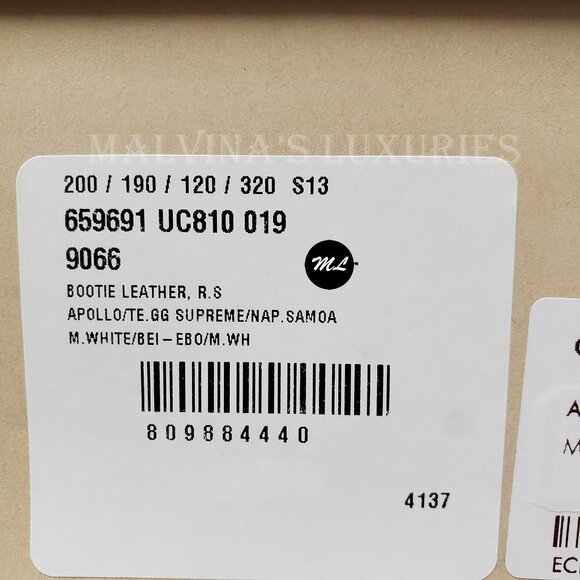 MALVINA'S LUXURIES
200 / 190 / 120 / 320 S13
659691 UC810 019
9066
ML
BOOTIE LEATHER, R.S
APOLLO/TE.GG SUPREME/NAP.SAMOA
M.WHITE/BEI-EBO/M.WH
809884440
4137
A
M
EC